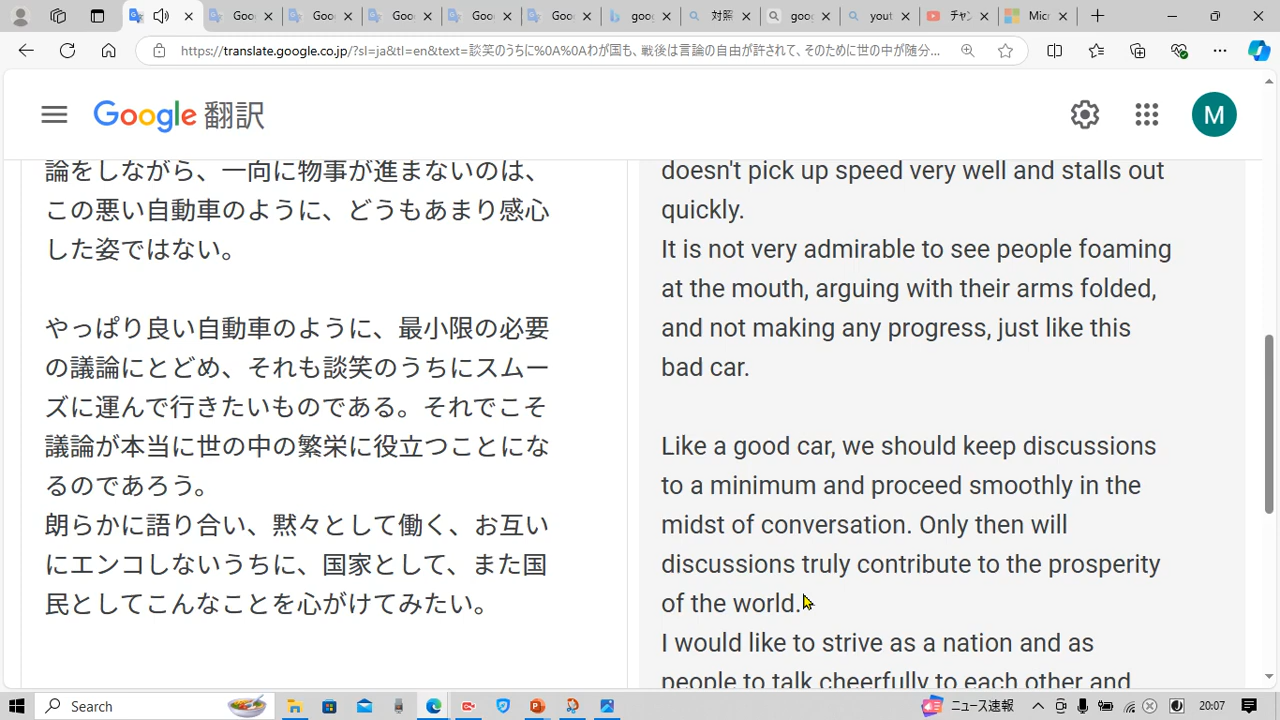 Goo
Goo
Goo
Goo
Goo
goog
対照
goog
yout
チャン
Micr
https://translate.google.co.jp/?sl=ja&tl=en&text=談笑のうちに%0A%0Aわが国も、戦後は言論の自由が許されて、そのために世の中が随分...
Google 翻訳
M
論をしながら、一向に物事が進まないのは、
この悪い自動車のように、どうもあまり感心
した姿ではない。
やっぱり良い自動車のように、最小限の必要
の議論にとどめ、それも談笑のうちにスムー
ズに運んで行きたいものである。それでこそ
議論が本当に世の中の繁栄に役立つことにな
るのであろう。
朗らかに語り合い、黙々として働く、お互い
にエンコしないうちに、国家として、また国
民としてこんなことを心がけてみたい。
doesn't pick up speed very well and stalls out
quickly.
It is not very admirable to see people foaming
at the mouth, arguing with their arms folded,
and not making any progress, just like this
bad car.
Like a good car, we should keep discussions
to a minimum and proceed smoothly in the
midst of conversation. Only then will
discussions truly contribute to the prosperity
of the world.
I would like to strive as a nation and as
people to talk cheerfully to each other and
Search
ニュース速報
20:07